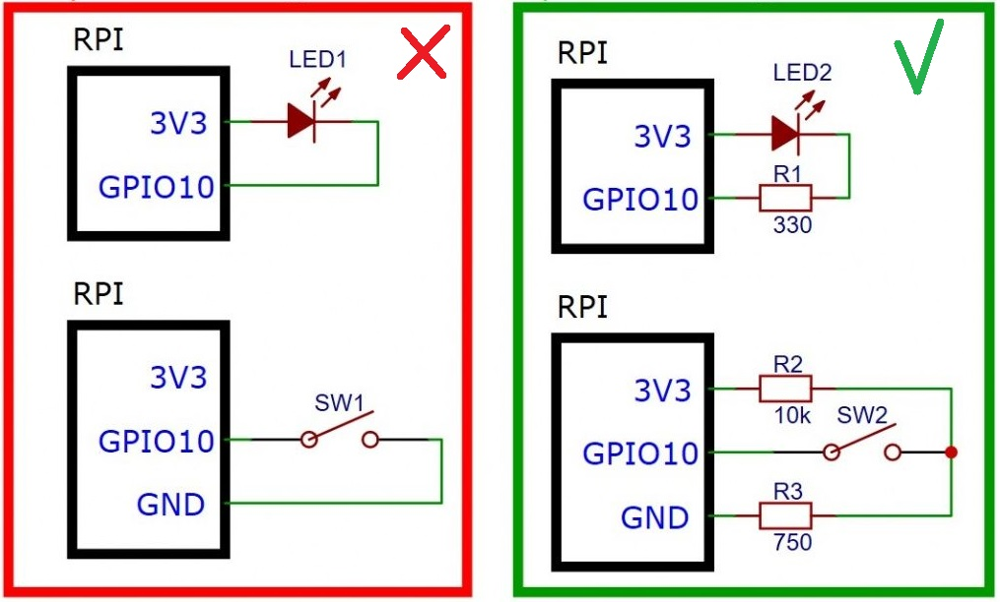 RPI
LED1
3V3
GPIO10
RPI
3V3
SW1
GPIO10
GND
RPI
LED2
3V3
R1
GPIO10
330
RPI
R2
3V3
10k
SW2
GPIO10
R3
GND
750